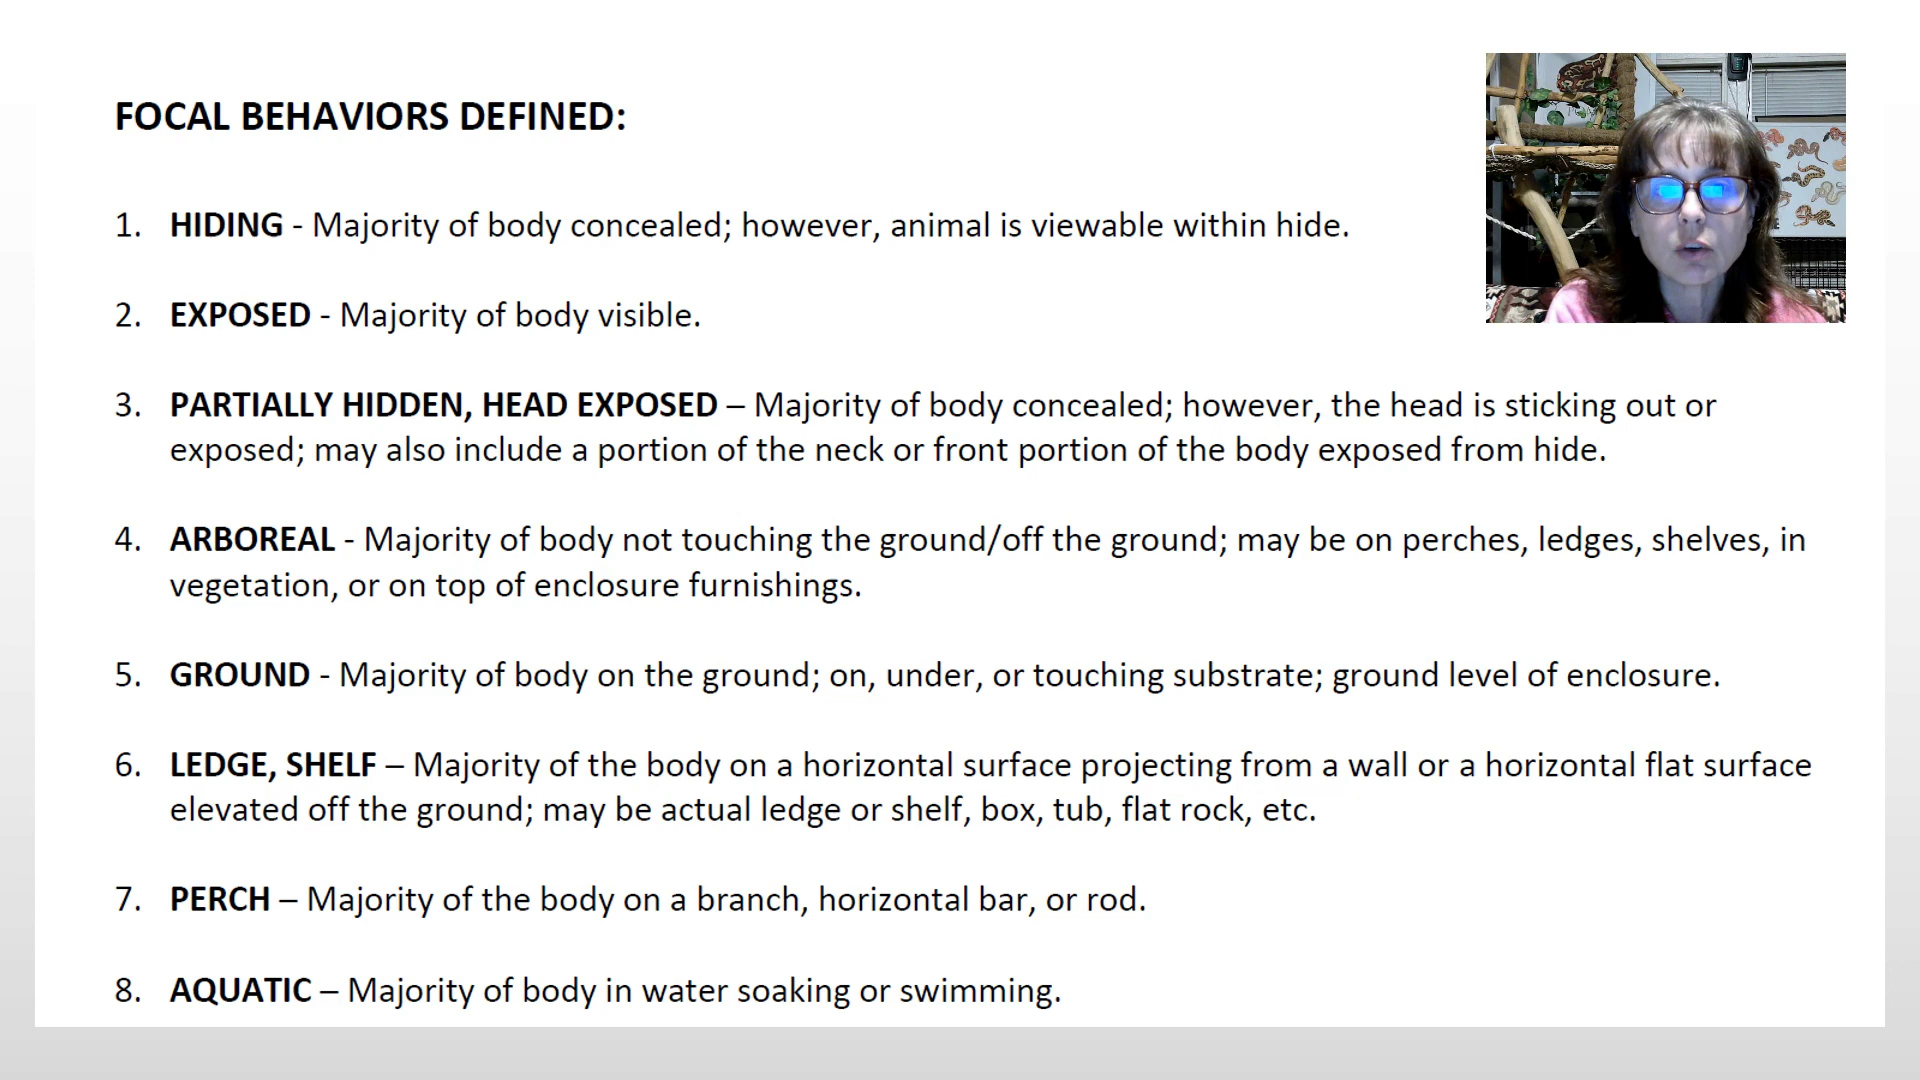 FOCAL BEHAVIORS DEFINED:
1. HIDING - Majority of body concealed; however, animal is viewable within hide.
2. EXPOSED - Majority of body visible.
3. PARTIALLY HIDDEN, HEAD EXPOSED – Majority of body concealed; however, the head is sticking out or
exposed; may also include a portion of the neck or front portion of the body exposed from hide.
4. ARBOREAL - Majority of body not touching the ground/off the ground; may be on perches, ledges, shelves, in
vegetation, or on top of enclosure furnishings.
5. GROUND - Majority of body on the ground; on, under, or touching substrate; ground level of enclosure.
6. LEDGE, SHELF – Majority of the body on a horizontal surface projecting from a wall or a horizontal flat surface
elevated off the ground; may be actual ledge or shelf, box, tub, flat rock, etc.
7. PERCH – Majority of the body on a branch, horizontal bar, or rod.
8. AQUATIC – Majority of body in water soaking or swimming.